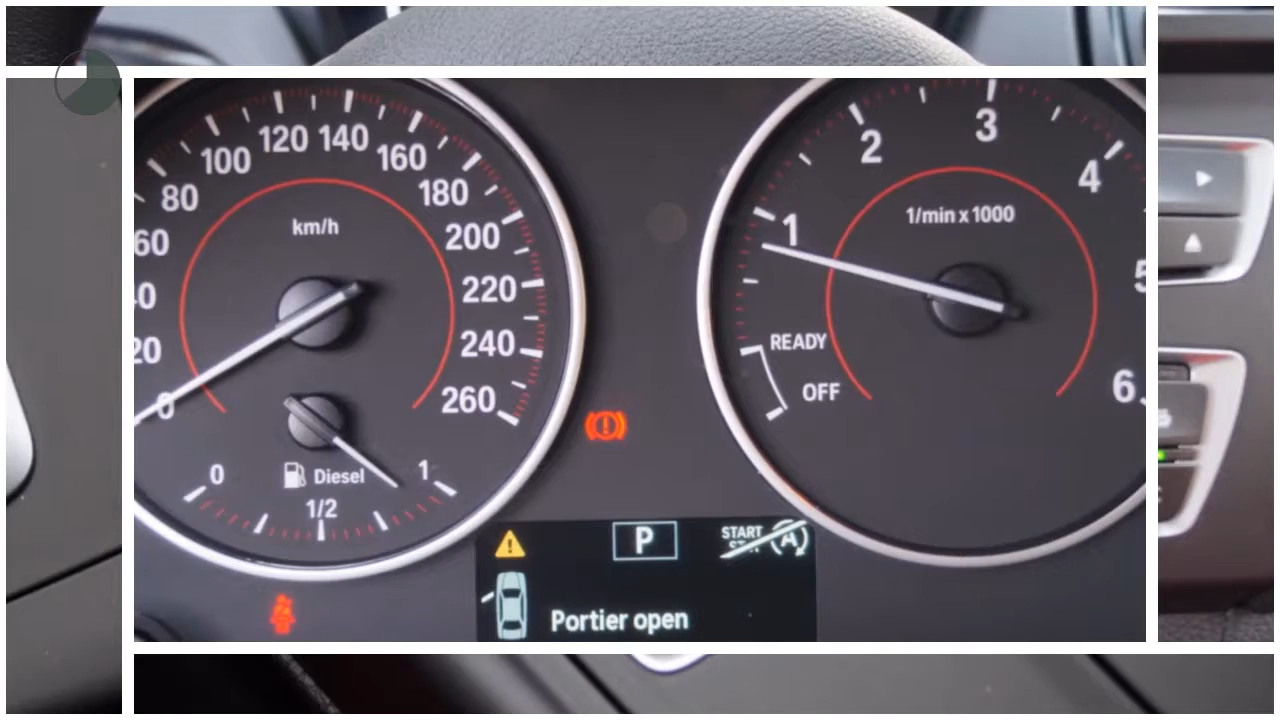 120 140
100 160
80 180
60 200
220
20 240
0 260
km/h
0 Diesel 1
1/2
1 2 3 4
1/min x 1000
READY
OFF
6
P
START
Portier open